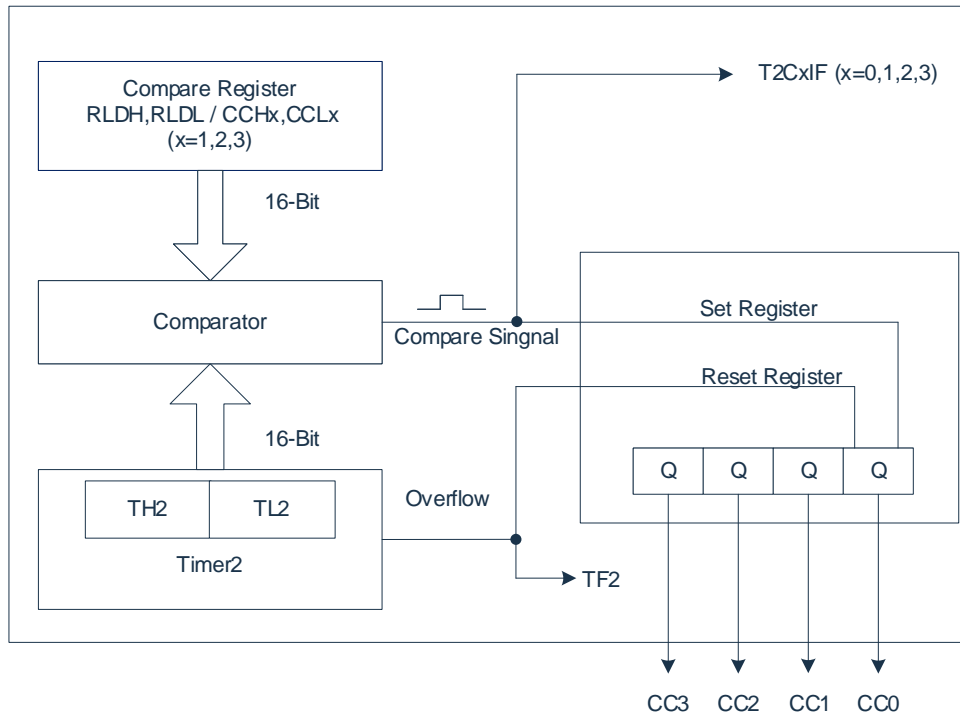 Compare Register
RLDH,RLDL / CCHx,CCLx
(x=1,2,3)
T2CxIF (x=0,1,2,3)
16-Bit
Comparator
Compare Singnal
Set Register
Reset Register
16-Bit
Q Q Q Q
TH2 TL2
Timer2
Overflow
TF2
CC3 CC2 CC1 CC0